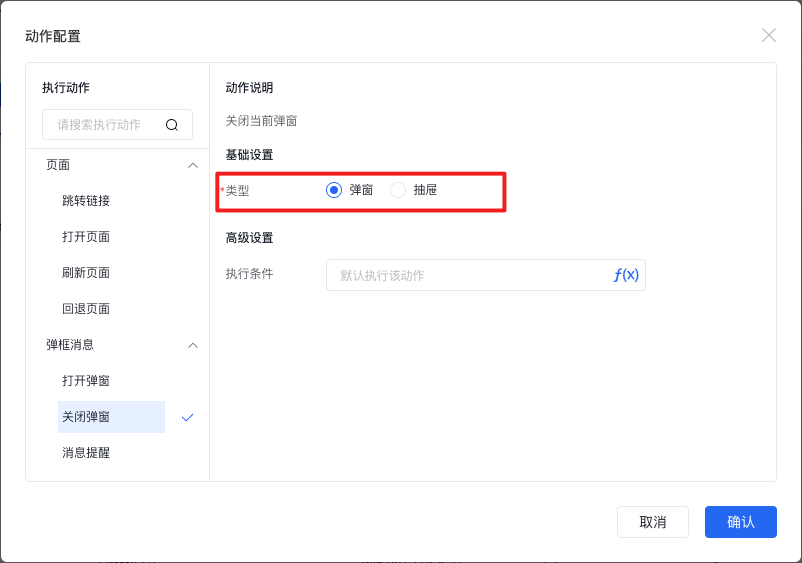 动作配置
执行动作
请搜索执行动作
页面
跳转链接
打开页面
刷新页面
回退页面
弹框消息
打开弹窗
关闭弹窗
消息提醒
动作说明
关闭当前弹窗
基础设置
*类型 弹窗 抽屉
高级设置
执行条件 默认执行该动作 f(x)
取消 确认